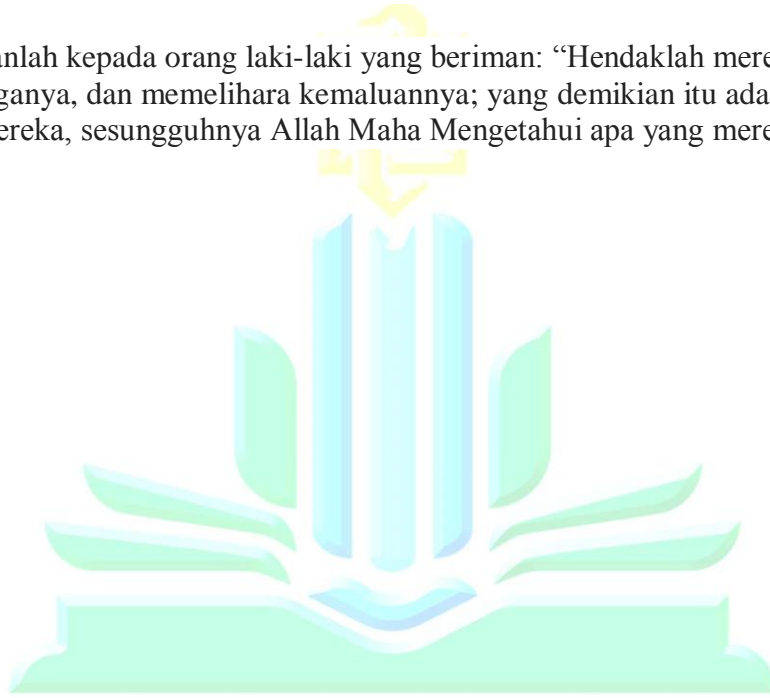 anlah kepada orang laki-laki yang beriman: “Hendaklah mere
ganya, dan memelihara kemaluannya; yang demikian itu ada
ereka, sesungguhnya Allah Maha Mengetahui apa yang mere